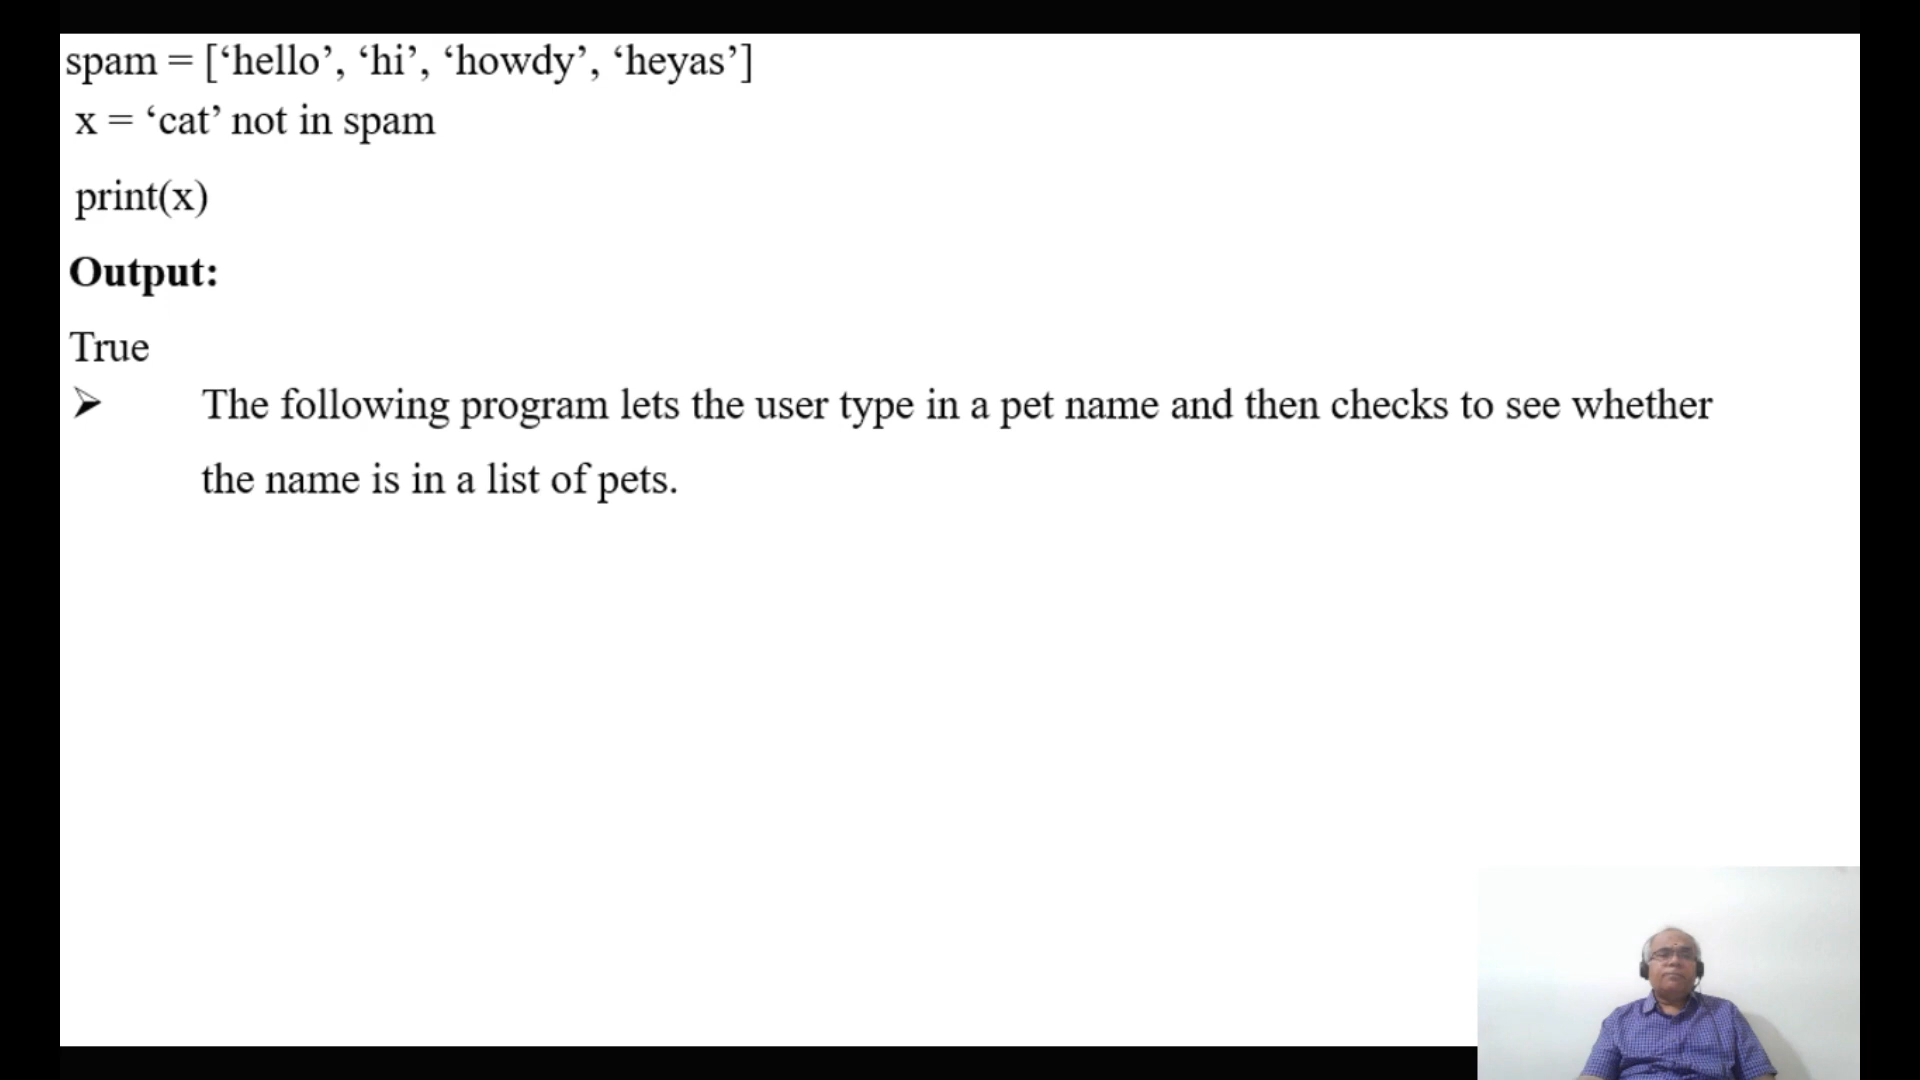 spam = [‘hello’, ‘hi’, ‘howdy’, ‘heyas’]
x = ‘cat’ not in spam
print(x)
Output:
True
➢ The following program lets the user type in a pet name and then checks to see whether
the name is in a list of pets.